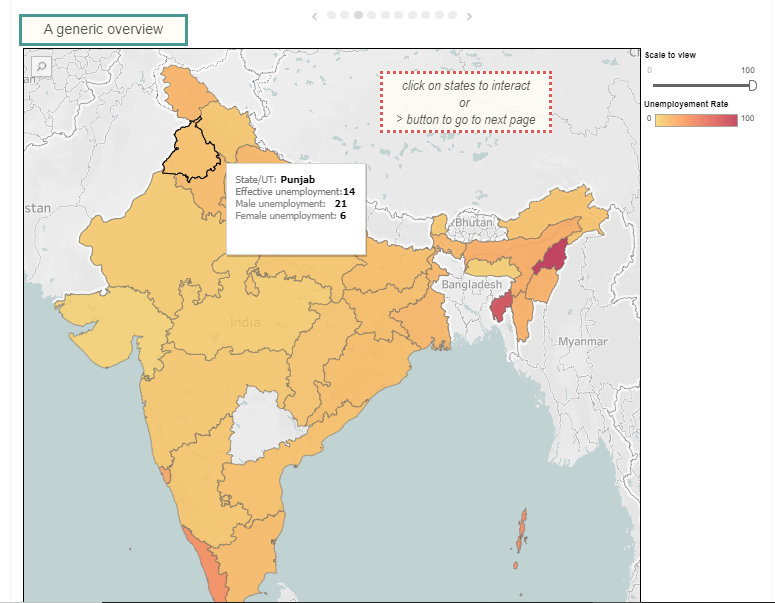 A generic overview
an
click on states to interact
or
> button to go to next page
Scale to view
0 100
Unemployement Rate
0 100
State/UT: Punjab
Effective unemployment:14
Male unemployment: 21
Female unemployment: 6
stan
Bhutan
Bangladesh
India
Myanmar